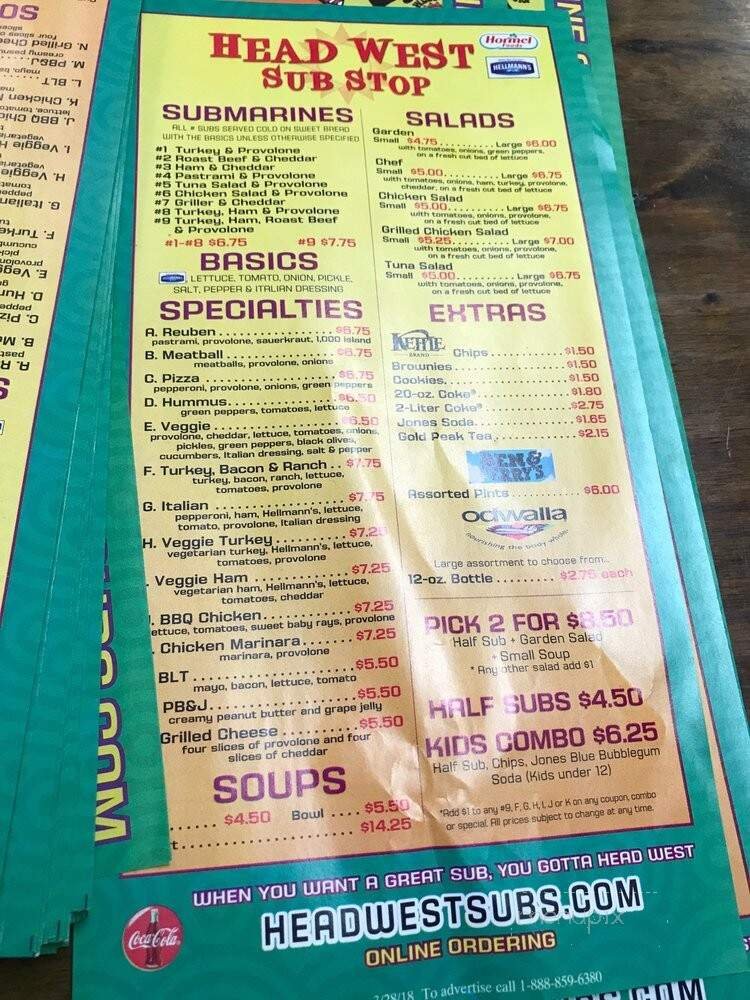 HEAD WEST
SUB STOP
Hormel
Foods
HELLMANN'S
SUBMARINES
ALL # SUBS SERVED COLD ON SWEET BREAD
WITH THE BASICS UNLESS OTHERWISE SPECIFIED
#1 Turkey & Provolone
#2 Roast Beef & Cheddar
#3 Ham & Cheddar
#4 Pastrami & Provolone
#5 Tuna Salad & Provolone
#6 Chicken Salad & Provolone
#7 Griller & Cheddar
#8 Turkey, Ham & Provolone
#9 Turkey, Ham, Roast Beef
& Provolone
#1-#8 $6.75 #9 $7.75
BASICS
LETTUCE, TOMATO, ONION, PICKLE,
SALT, PEPPER & ITALIAN DRESSING
SPECIALTIES
A. Reuben ............... $6.75
pastrami, provolone, sauerkraut, 1,000 island
B. Meatball ............... $6.75
meatballs, provolone, onions
C. Pizza ............... $6.75
pepperoni, provolone, onions, green peppers
D. Hummus ............... $6.50
green peppers, tomatoes, lettuce
E. Veggie ............... $6.50
provolone, cheddar, lettuce, tomatoes, onions,
pickles, green peppers, black olives,
cucumbers, Italian dressing, salt & pepper
F. Turkey, Bacon & Ranch .. $7.75
turkey, bacon, ranch, lettuce,
tomatoes, provolone
G. Italian ............... $7.75
pepperoni, ham, Hellmann's, lettuce,
tomato, provolone, Italian dressing
H. Veggie Turkey ............... $7.25
vegetarian turkey, Hellmann's, lettuce,
tomatoes, provolone
. Veggie Ham ............... $7.25
vegetarian ham, Hellmann's, lettuce,
tomatoes, cheddar
. BBQ Chicken ............... $7.25
ettuce, tomatoes, sweet baby rays, provolone
. Chicken Marinara ....... $7.25
marinara, provolone
BLT ............... $5.50
mayo, bacon, lettuce, tomato
PB&J ............... $5.50
creamy peanut butter and grape jelly
Grilled Cheese ............... $5.50
four slices of provolone and four
slices of cheddar
SOUPS
.... $4.50 Bowl .... $5.50
t ............... $14.25
SALADS
Garden
Small $4.75 .......... Large $6.00
with tomatoes, onions, green peppers,
on a fresh cut bed of lettuce
Chef
Small $5.00 .......... Large $6.75
with tomatoes, onions, ham, turkey, provolone,
cheddar, on a fresh cut bed of lettuce
Chicken Salad
Small $5.00 .......... Large $6.75
with tomatoes, onions, provolone,
on a fresh cut bed of lettuce
Grilled Chicken Salad
Small $5.25 .......... Large $7.00
with tomatoes, onions, provolone,
on a fresh cut bed of lettuce
Tuna Salad
Small $5.00 .......... Large $6.75
with tomatoes, onions, provolone,
on a fresh cut bed of lettuce
EXTRAS
KETTLE
BRAND
Chips ............... $1.50
Brownies ............... $1.50
Cookies ............... $1.50
20-oz. Coke® ............... $1.80
2-Liter Coke® ............... $2.75
Jones Soda ............... $1.65
Gold Peak Tea ............... $2.15
BEN &
JERRY'S
Assorted Pints ............... $6.00
odwalla
nourishing the body whole
Large assortment to choose from...
12-oz. Bottle ......... $2.75 each
PICK 2 FOR $8.50
Half Sub + Garden Salad
+ Small Soup
* Any other salad add $1
HALF SUBS $4.50
KIDS COMBO $6.25
Half Sub, Chips, Jones Blue Bubblegum
Soda (Kids under 12)
*Add $1 to any #9, F, G, H, I, J or K on any coupon, combo
or special. All prices subject to change at any time.
WHEN YOU WANT A GREAT SUB, YOU GOTTA HEAD WEST
HEADWESTSUBS.COM
ONLINE ORDERING
Coca-Cola
2/28/18 To advertise call 1-888-859-6380
menupix